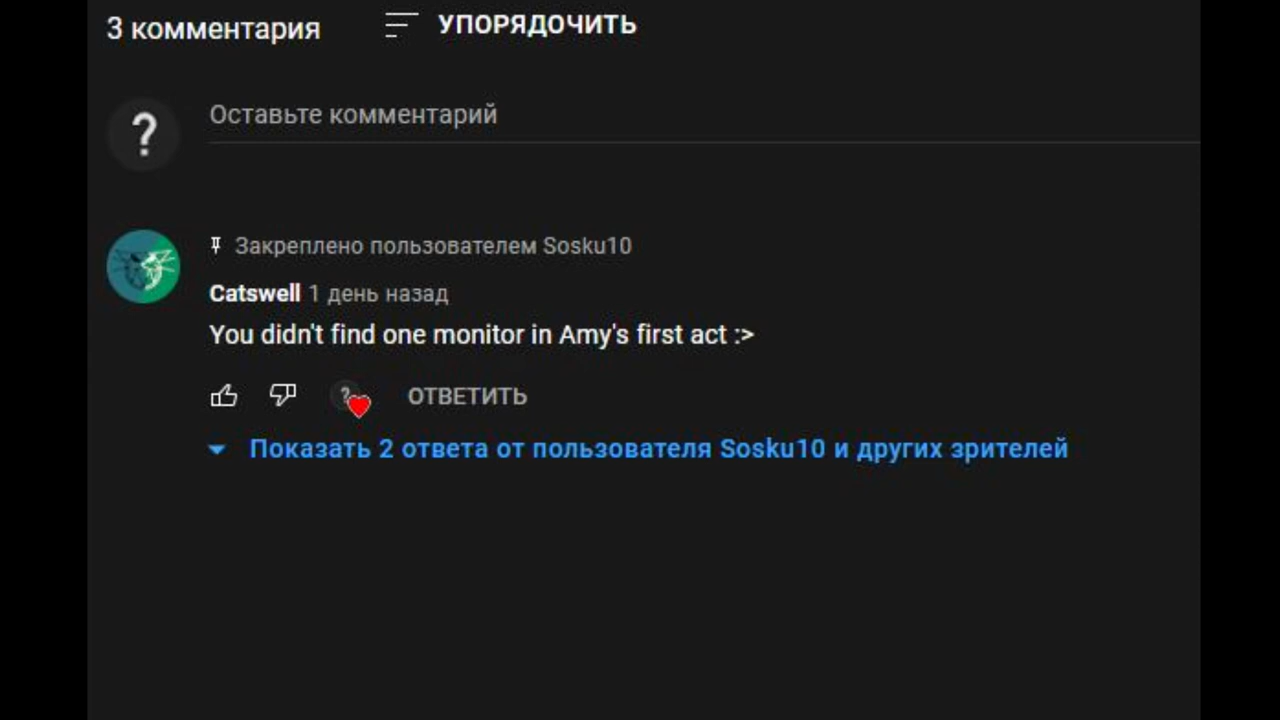 3 комментария УПОРЯДОЧИТЬ
?
Оставьте комментарий
Закреплено пользователем Sosku10
Catswell 1 день назад
You didn't find one monitor in Amy's first act :>
? ОТВЕТИТЬ
Показать 2 ответа от пользователя Sosku10 и других зрителей